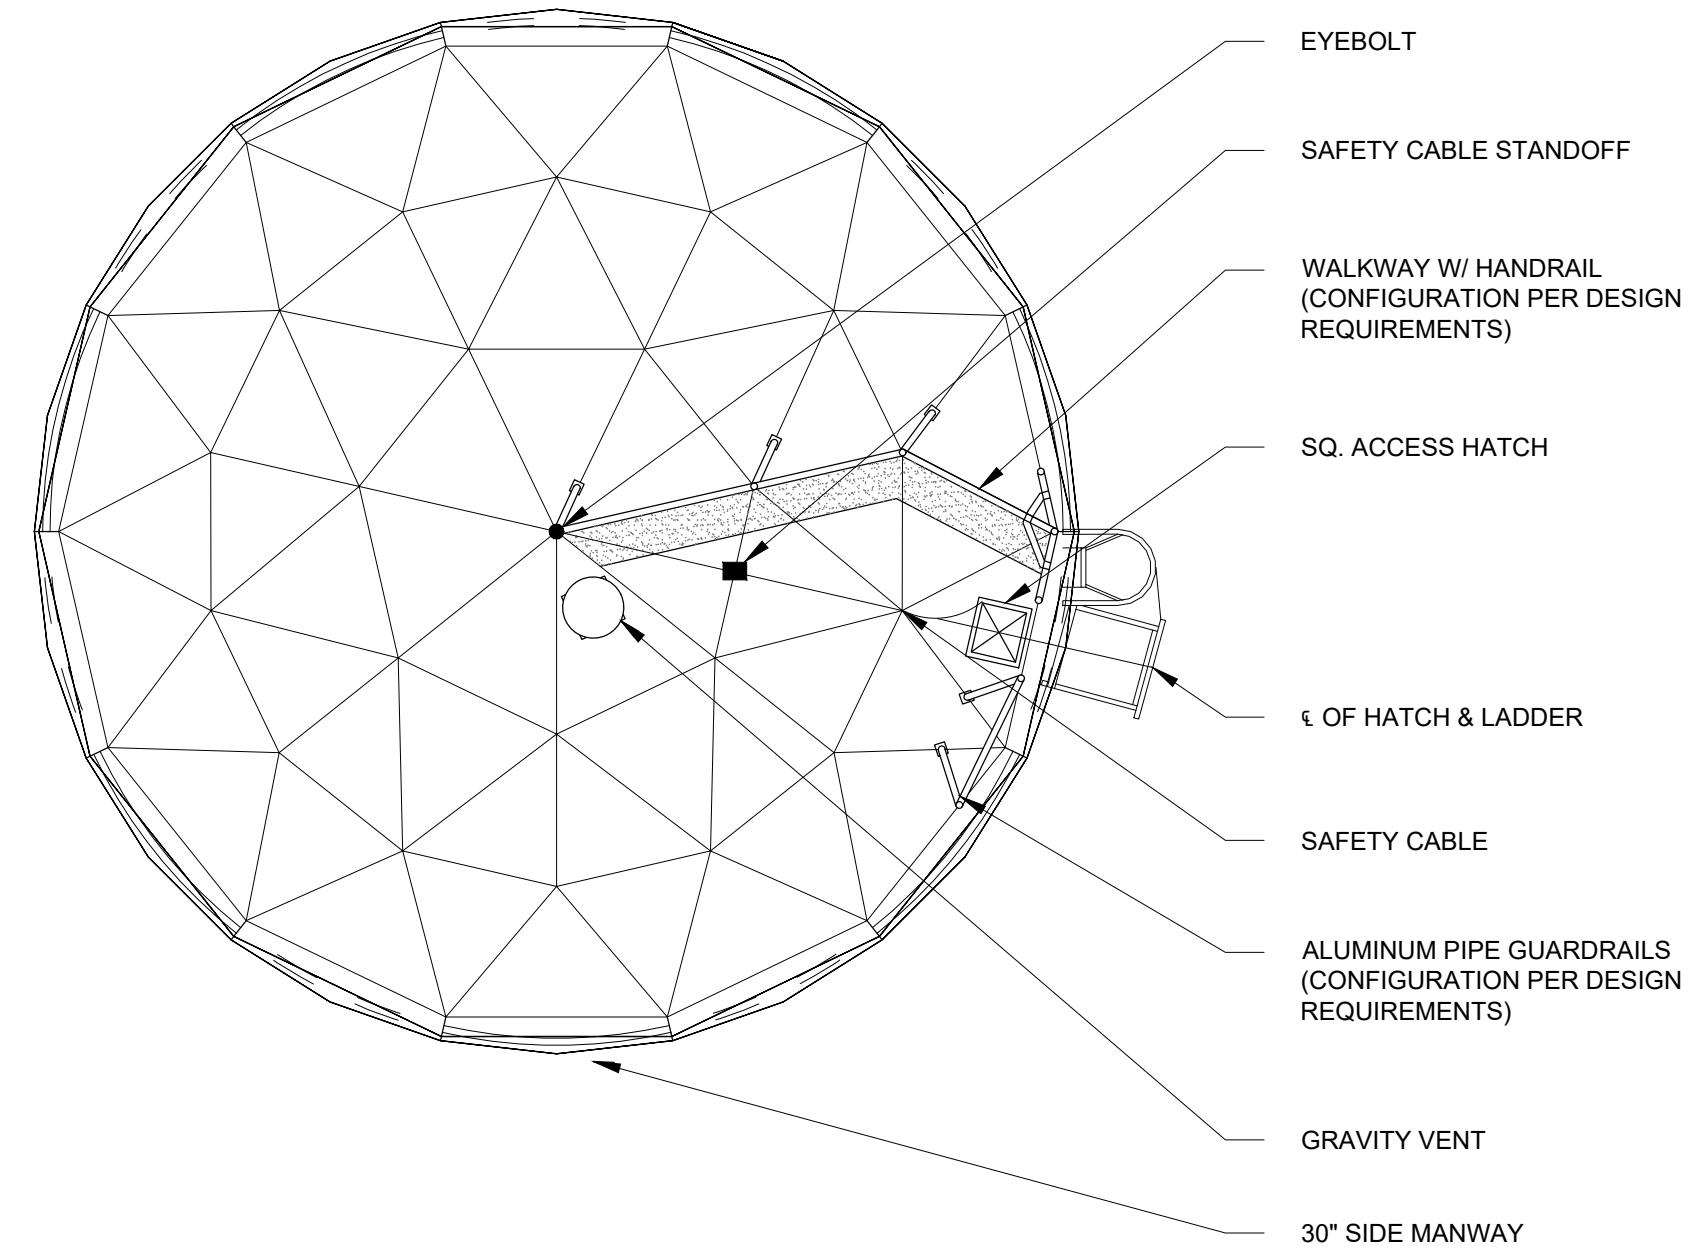 EYEBOLT
SAFETY CABLE STANDOFF
WALKWAY W/ HANDRAIL
(CONFIGURATION PER DESIGN
REQUIREMENTS)
SQ. ACCESS HATCH
℄ OF HATCH & LADDER
SAFETY CABLE
ALUMINUM PIPE GUARDRAILS
(CONFIGURATION PER DESIGN
REQUIREMENTS)
GRAVITY VENT
30" SIDE MANWAY